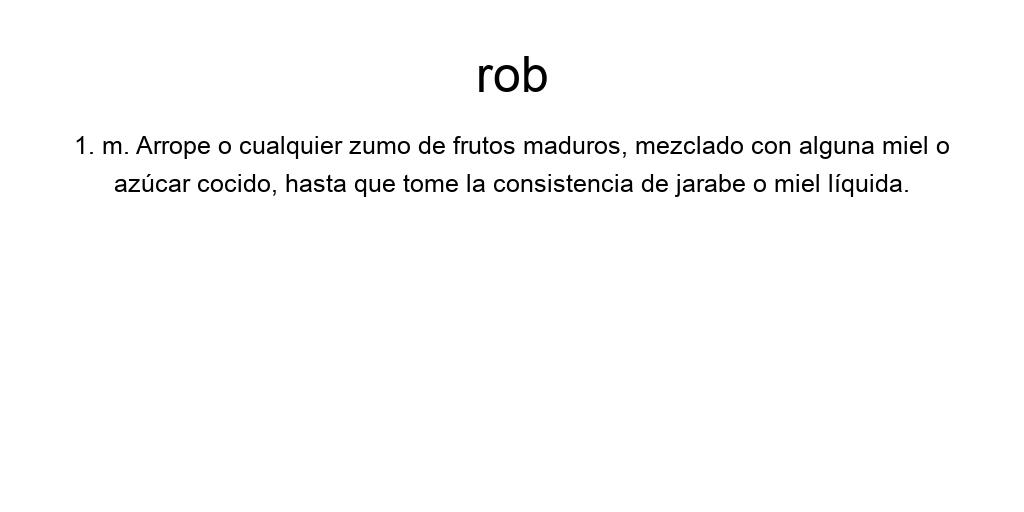 rob
1. m. Arrope o cualquier zumo de frutos maduros, mezclado con alguna miel o
azúcar cocido, hasta que tome la consistencia de jarabe o miel líquida.